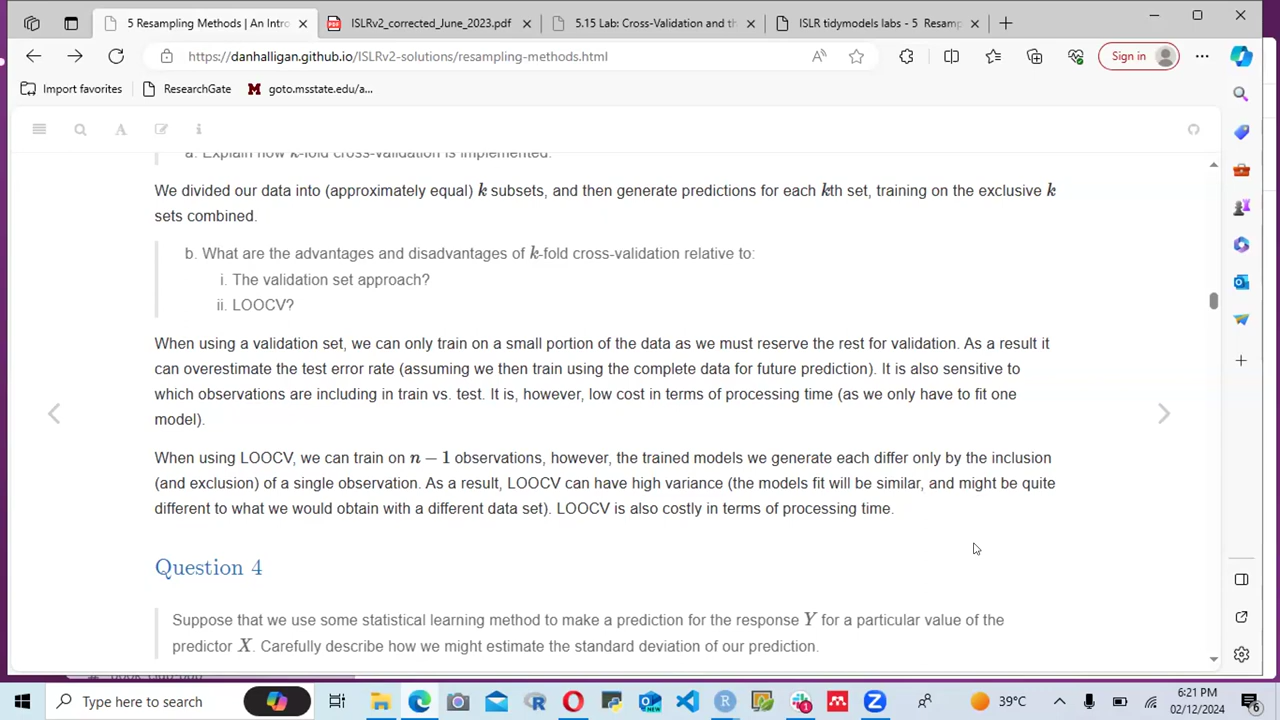 5 Resampling Methods | An Intro
ISLRv2_corrected_June_2023.pdf
5.15 Lab: Cross-Validation and th
ISLR tidymodels labs - 5 Resamp
https://danhalligan.github.io/ISLRv2-solutions/resampling-methods.html
Sign in
Import favorites
ResearchGate
goto.msstate.edu/a...
a. Explain how k-fold cross-validation is implemented.
We divided our data into (approximately equal) k subsets, and then generate predictions for each kth set, training on the exclusive k
sets combined.
b. What are the advantages and disadvantages of k-fold cross-validation relative to:
i. The validation set approach?
ii. LOOCV?
When using a validation set, we can only train on a small portion of the data as we must reserve the rest for validation. As a result it
can overestimate the test error rate (assuming we then train using the complete data for future prediction). It is also sensitive to
which observations are including in train vs. test. It is, however, low cost in terms of processing time (as we only have to fit one
model).
When using LOOCV, we can train on n − 1 observations, however, the trained models we generate each differ only by the inclusion
(and exclusion) of a single observation. As a result, LOOCV can have high variance (the models fit will be similar, and might be quite
different to what we would obtain with a different data set). LOOCV is also costly in terms of processing time.
Question 4
Suppose that we use some statistical learning method to make a prediction for the response Y for a particular value of the
predictor X. Carefully describe how we might estimate the standard deviation of our prediction.
Type here to search
39°C
6:21 PM
02/12/2024
6